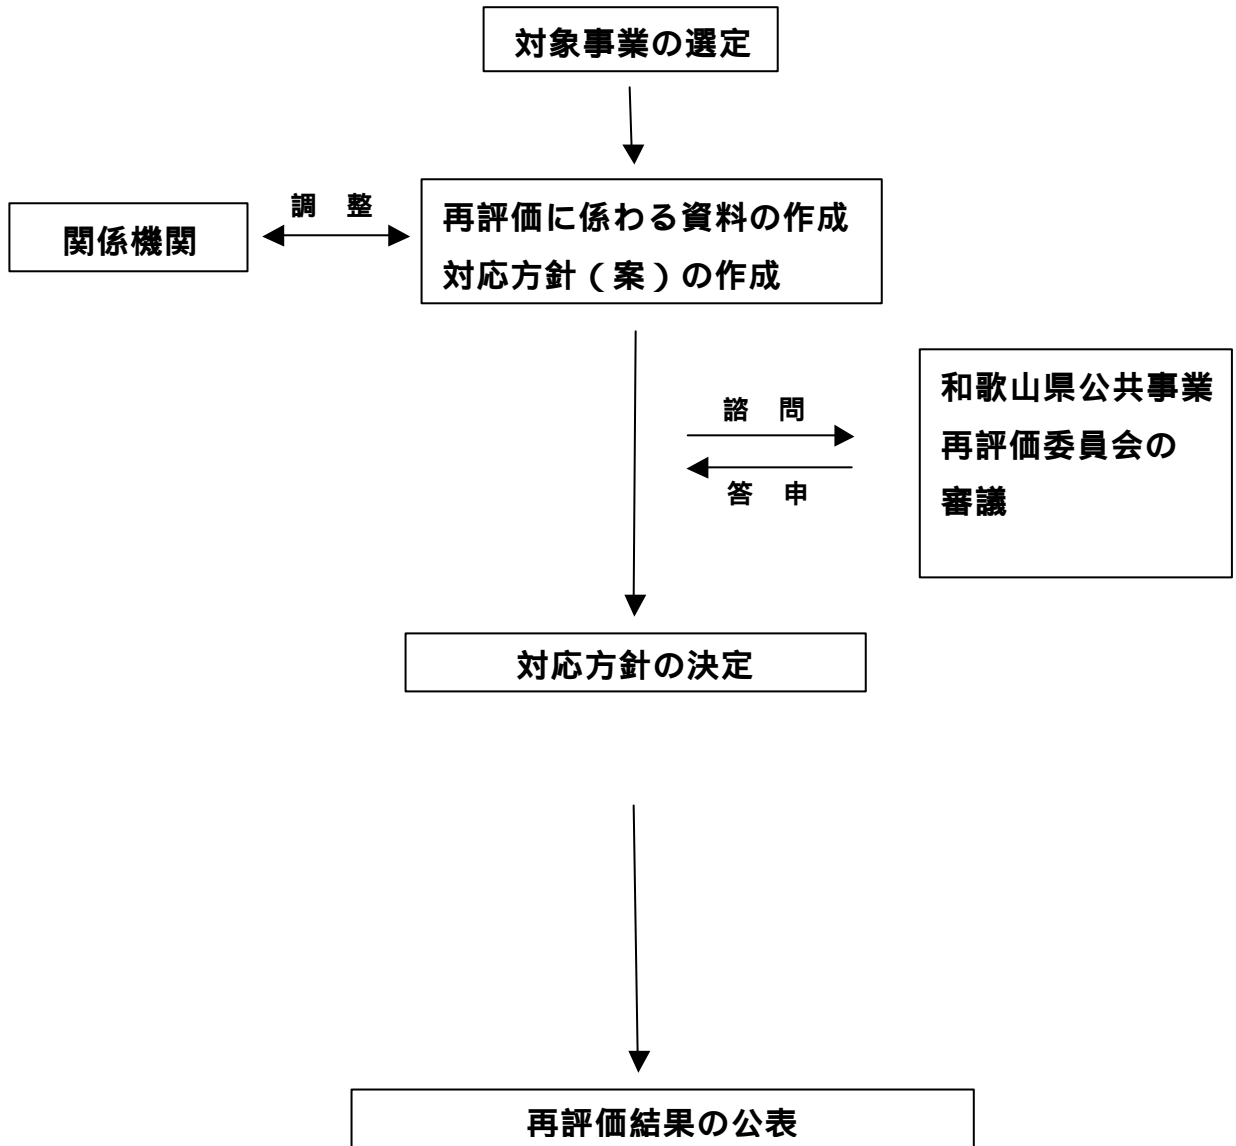 対象事業の選定
調 整
関係機関
再評価に係わる資料の作成
対応方針（案）の作成
諮 問
答 申
和歌山県公共事業
再評価委員会の
審議
対応方針の決定
再評価結果の公表